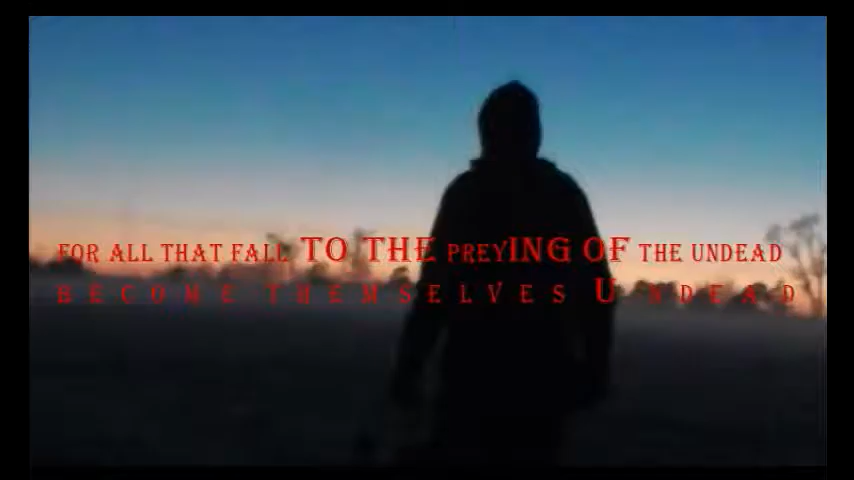 FOR ALL THAT FALL TO THE PREYING OF THE UNDEAD
BECOME THEMSELVES UNDEAD